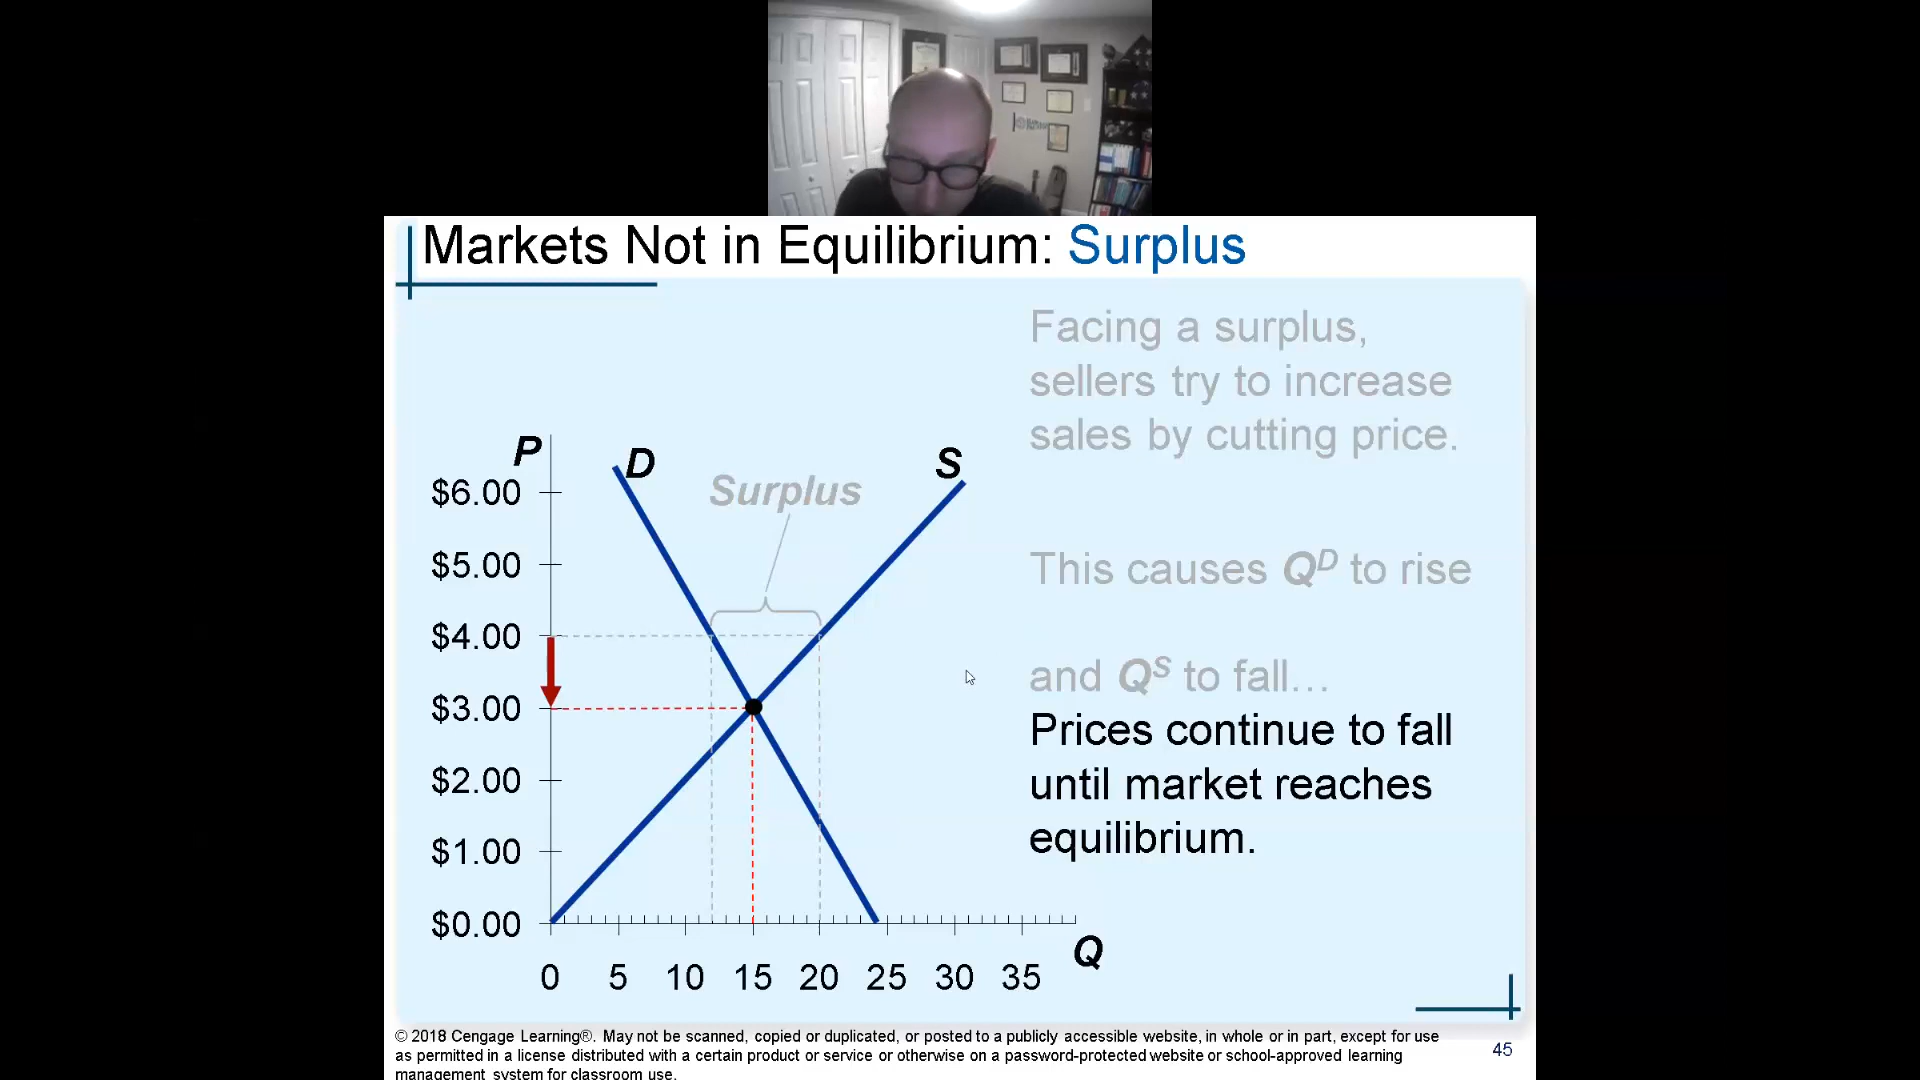 Markets Not in Equilibrium: Surplus
Facing a surplus,
sellers try to increase
sales by cutting price.
This causes Q^D to rise
and Q^S to fall…
Prices continue to fall
until market reaches
equilibrium.
P
D
Surplus
S
$6.00
$5.00
$4.00
$3.00
$2.00
$1.00
$0.00
Q
0 5 10 15 20 25 30 35
© 2018 Cengage Learning®. May not be scanned, copied or duplicated, or posted to a publicly accessible website, in whole or in part, except for use
as permitted in a license distributed with a certain product or service or otherwise on a password-protected website or school-approved learning
management system for classroom use.
45